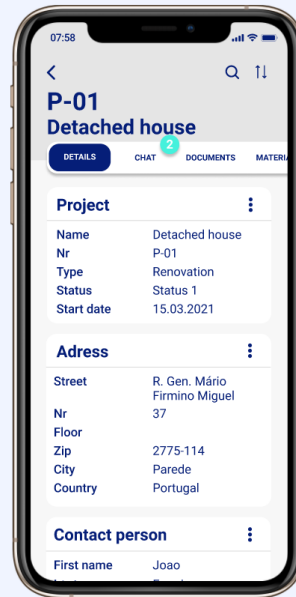 07:58
P-01
Detached house
2
DETAILS CHAT DOCUMENTS MATERIA
Project
Name Detached house
Nr P-01
Type Renovation
Status Status 1
Start date 15.03.2021
Adress
Street R. Gen. Mário
Firmino Miguel
Nr 37
Floor
Zip 2775-114
City Parede
Country Portugal
Contact person
First name Joao